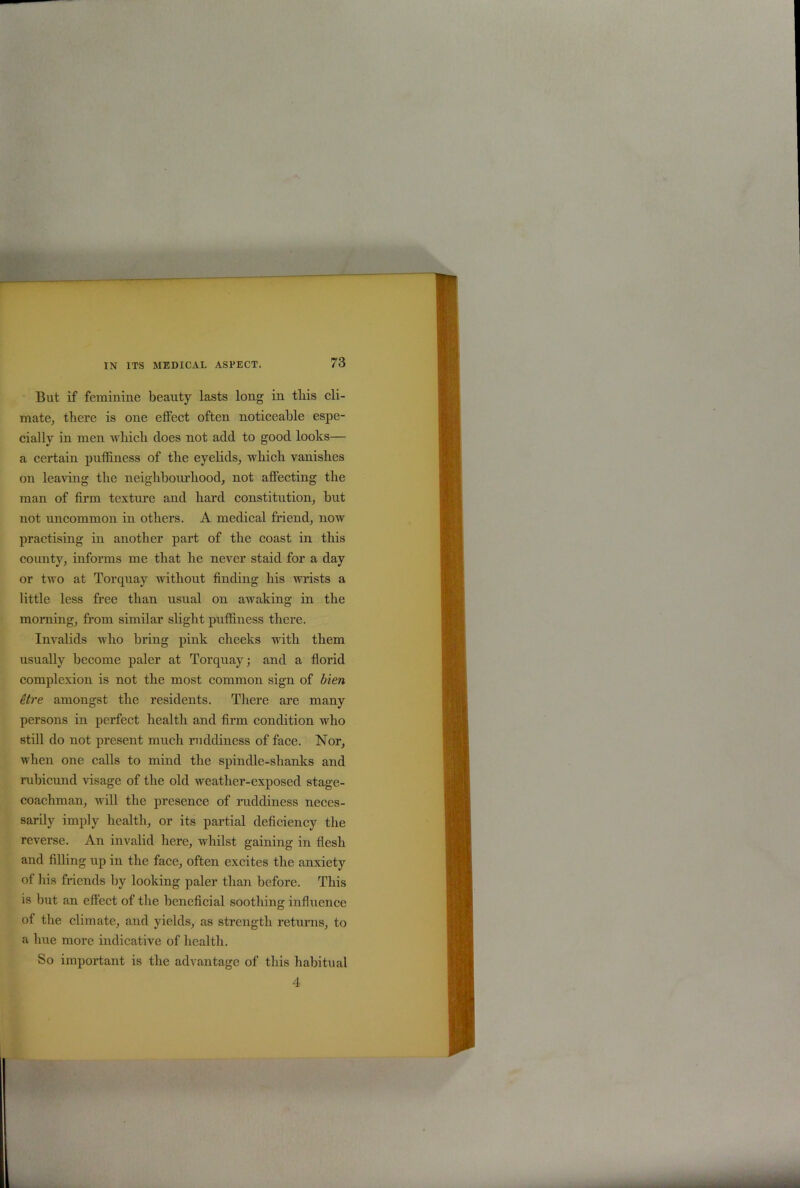 IN ITS MEDICAL ASPECT. 73
But if feminine beauty lasts long in this cli-
mate, there is one effect often noticeable espe-
cially in men which does not add to good looks—
a certain puffiness of the eyelids, which vanishes
on leaving the neighbourhood, not affecting the
man of firm texture and hard constitution, but
not uncommon in others. A medical friend, now
practising in another part of the coast in this
county, informs me that he never staid for a day
or two at Torquay without finding his wrists a
little less free than usual on awaking in the
morning, from similar slight puffiness there.
Invalids who bring pink cheeks with them
usually become paler at Torquay; and a florid
complexion is not the most common sign of bien
être amongst the residents. There are many
persons in perfect health and firm condition who
still do not present much ruddiness of face. Nor,
when one calls to mind the spindle-shanks and
rubicund visage of the old weather-exposed stage-
coachman, will the presence of ruddiness neces-
sarily imply health, or its partial deficiency the
reverse. An invalid here, whilst gaining in flesh
and filling up in the face, often excites the anxiety
of his friends by looking paler than before. This
is but an effect of the beneficial soothing influence
of the climate, and yields, as strength returns, to
a hue more indicative of health.
So important is the advantage of this habitual
4